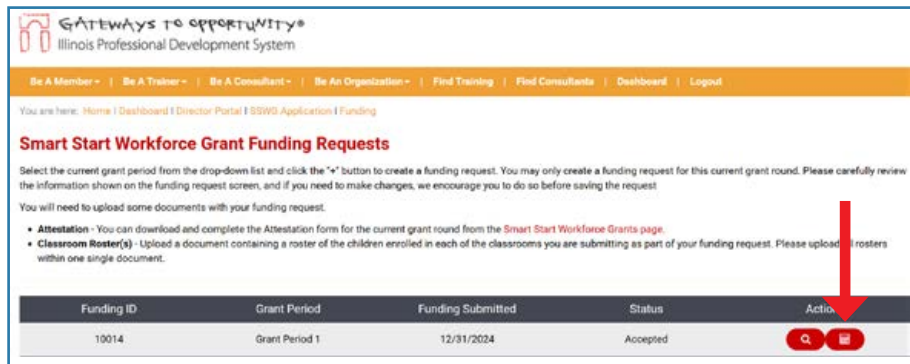 GATEWAYS TO OPPORTUNITY®
Illinois Professional Development System
Be A Member | Be A Trainer | Be A Consultant | Be An Organization | Find Training | Find Consultants | Dashboard | Logout
You are here: Home | Dashboard | Director Portal | SSWG Application | Funding
Smart Start Workforce Grant Funding Requests
Select the current grant period from the drop-down list and click the "+" button to create a funding request. You may only create a funding request for this current grant round. Please carefully review
the information shown on the funding request screen, and if you need to make changes, we encourage you to do so before saving the request
You will need to upload some documents with your funding request.
• Attestation - You can download and complete the Attestation form for the current grant round from the Smart Start Workforce Grants page.
• Classroom Roster(s) - Upload a document containing a roster of the children enrolled in each of the classrooms you are submitting as part of your funding request. Please upload rosters
within one single document.
Funding ID Grant Period Funding Submitted Status Action
10014 Grant Period 1 12/31/2024 Accepted